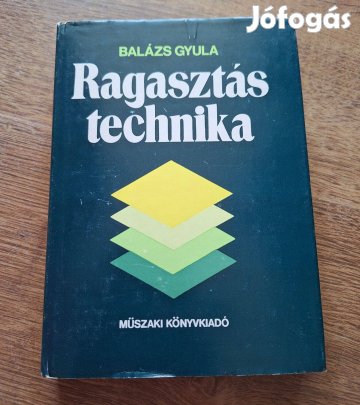 Jófogás
BALÁZS GYULA
Ragasztás
technika
MŰSZAKI KÖNYVKIADÓ